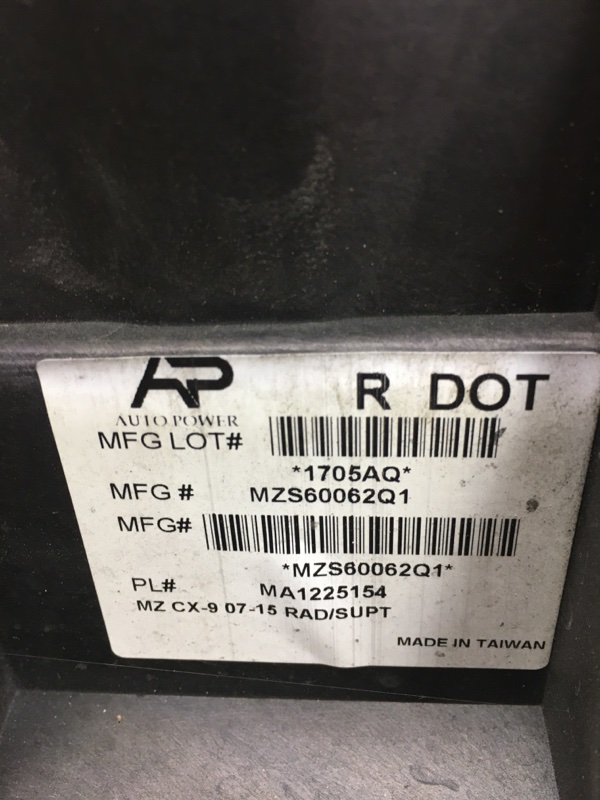 AP
R DOT
AUTO POWER
MFG LOT#
*1705AQ*
MFG # MZS60062Q1
MFG#
*MZS60062Q1*
PL# MA1225154
MZ CX-9 07-15 RAD/SUPT
MADE IN TAIWAN